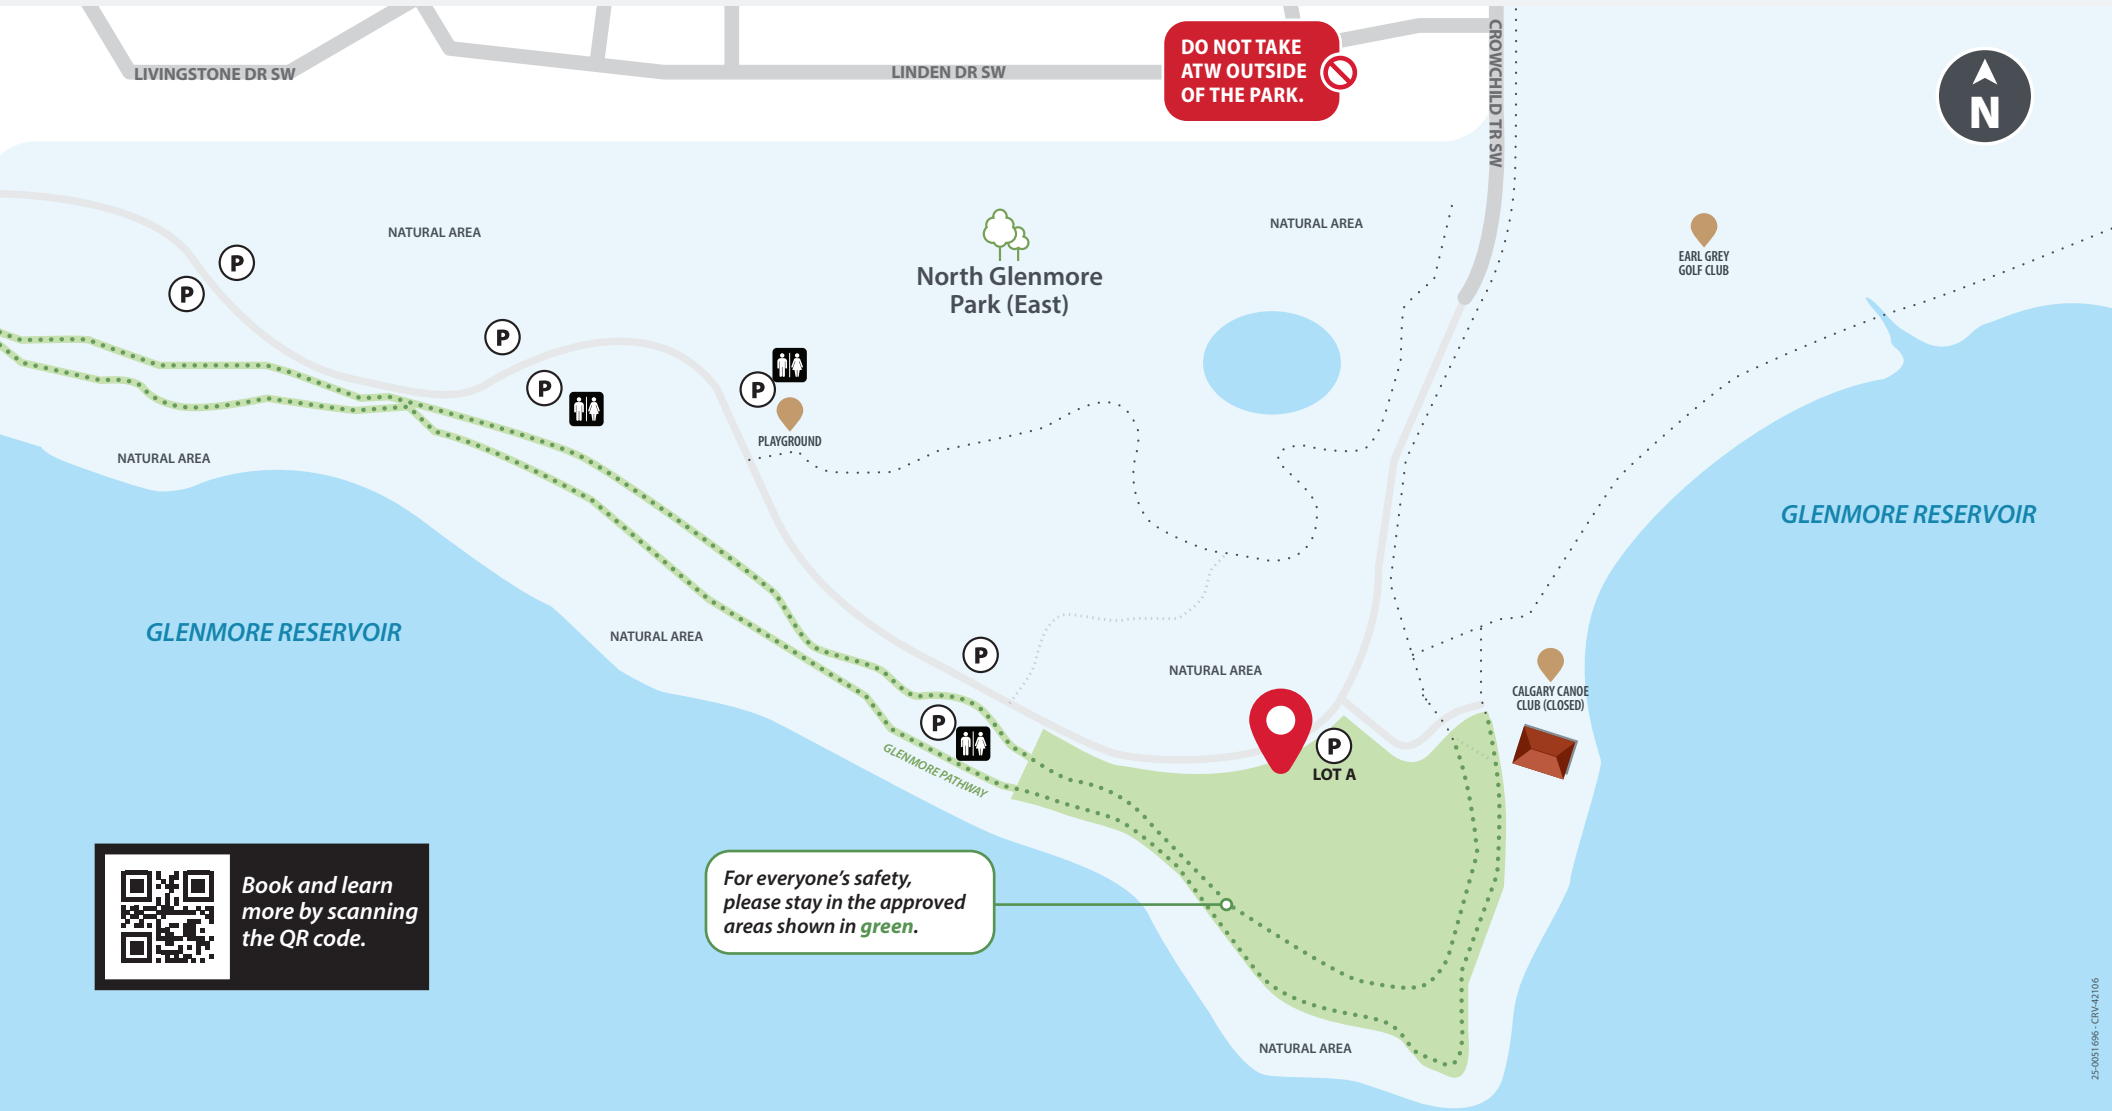 LIVINGSTONE DR SW
LINDEN DR SW
DO NOT TAKE
ATW OUTSIDE
OF THE PARK.
CROWCHILD TR SW
N
NATURAL AREA
NATURAL AREA
North Glenmore
Park (East)
EARL GREY
GOLF CLUB
P
P
P
P
P
PLAYGROUND
NATURAL AREA
GLENMORE RESERVOIR
GLENMORE RESERVOIR
NATURAL AREA
P
NATURAL AREA
CALGARY CANOE
CLUB (CLOSED)
P
GLENMORE PATHWAY
P
LOT A
For everyone's safety,
please stay in the approved
areas shown in green.
Book and learn
more by scanning
the QR code.
NATURAL AREA
25-0051696 - CRV-42106